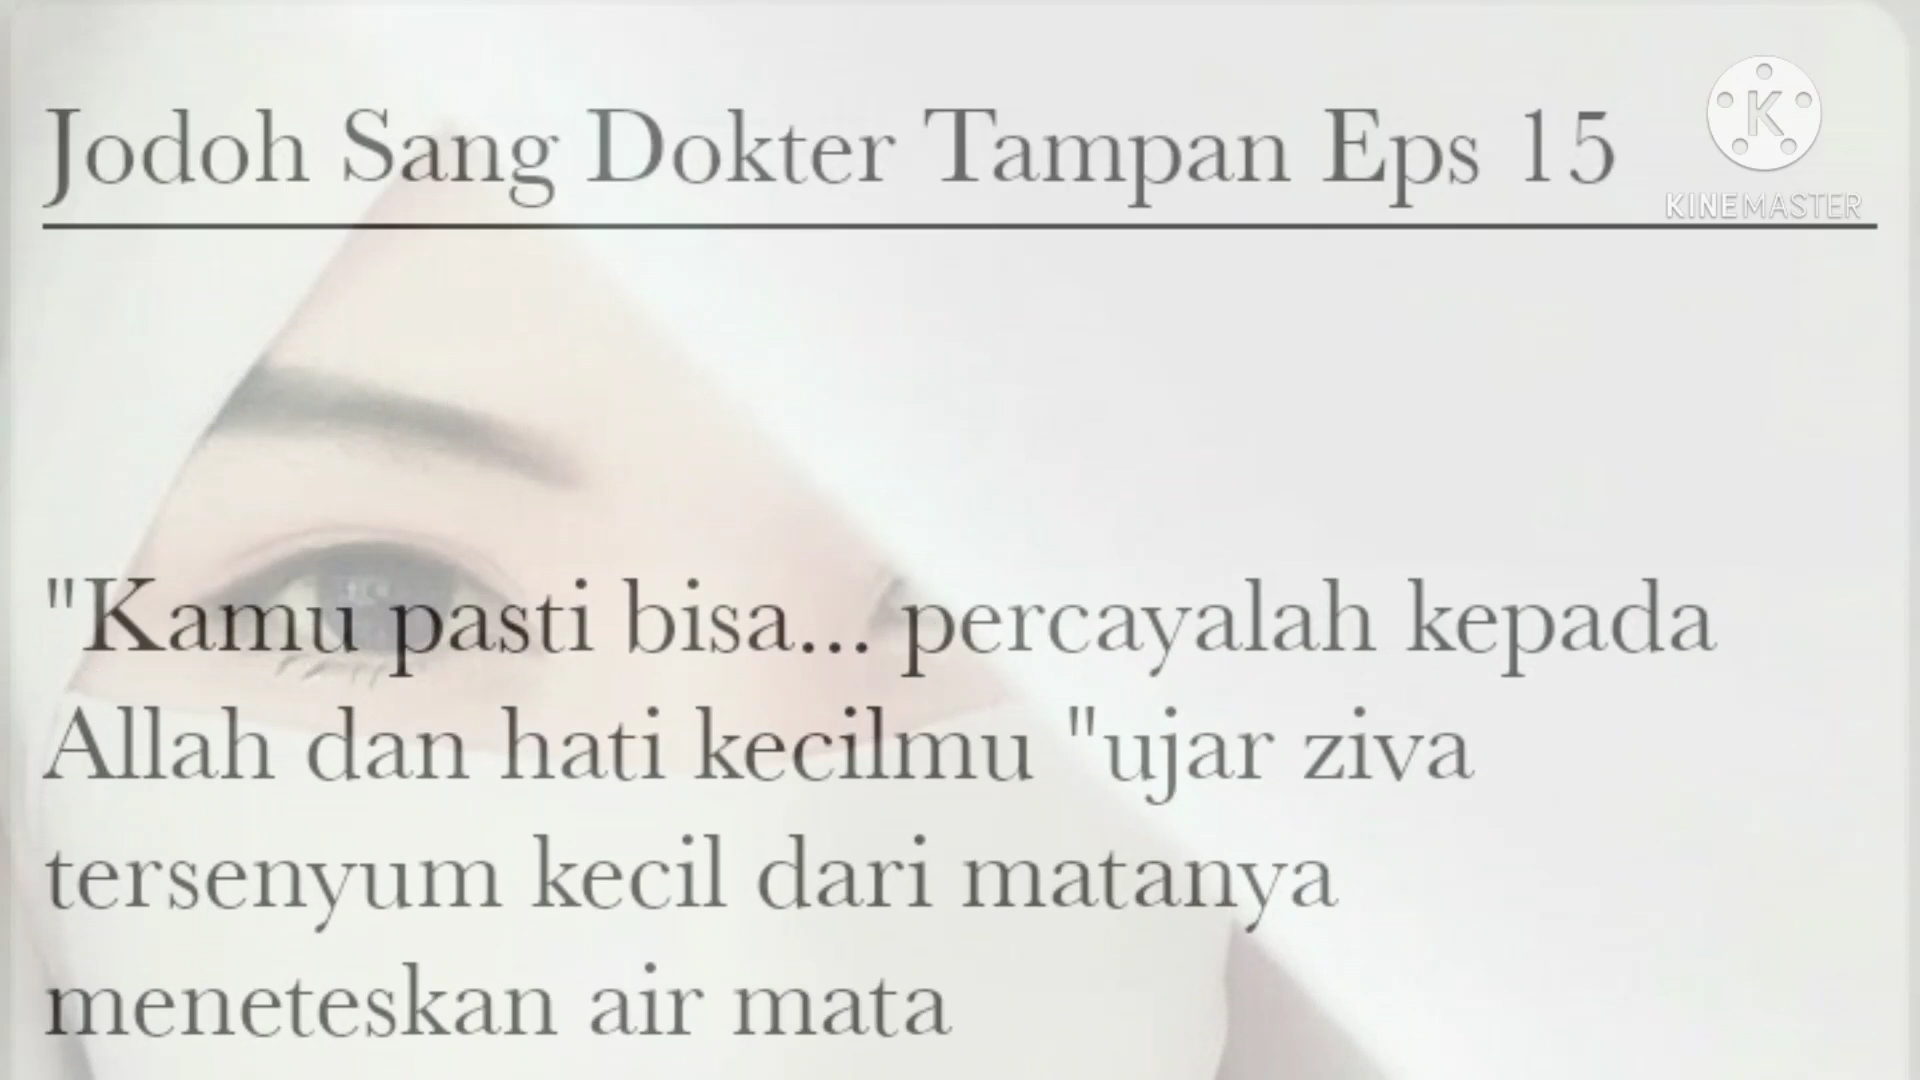 Jodoh Sang Dokter Tampan Eps 15
K
KINEMASTER
"Kamu pasti bisa... percayalah kepada
Allah dan hati kecilmu "ujar ziva
tersenyum kecil dari matanya
meneteskan air mata